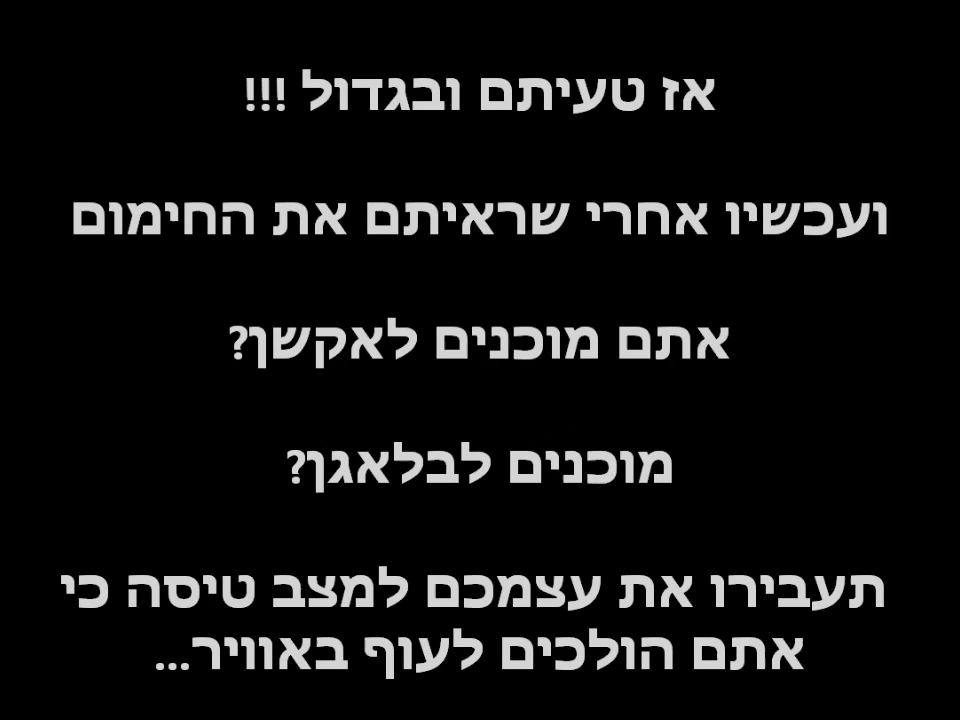 אז טעיתם ובגדול !!!
ועכשיו אחרי שראיתם את החימום
אתם מוכנים לאקשן?
מוכנים לבלאגן?
תעבירו את עצמכם למצב טיסה כי
אתם הולכים לעוף באוויר...